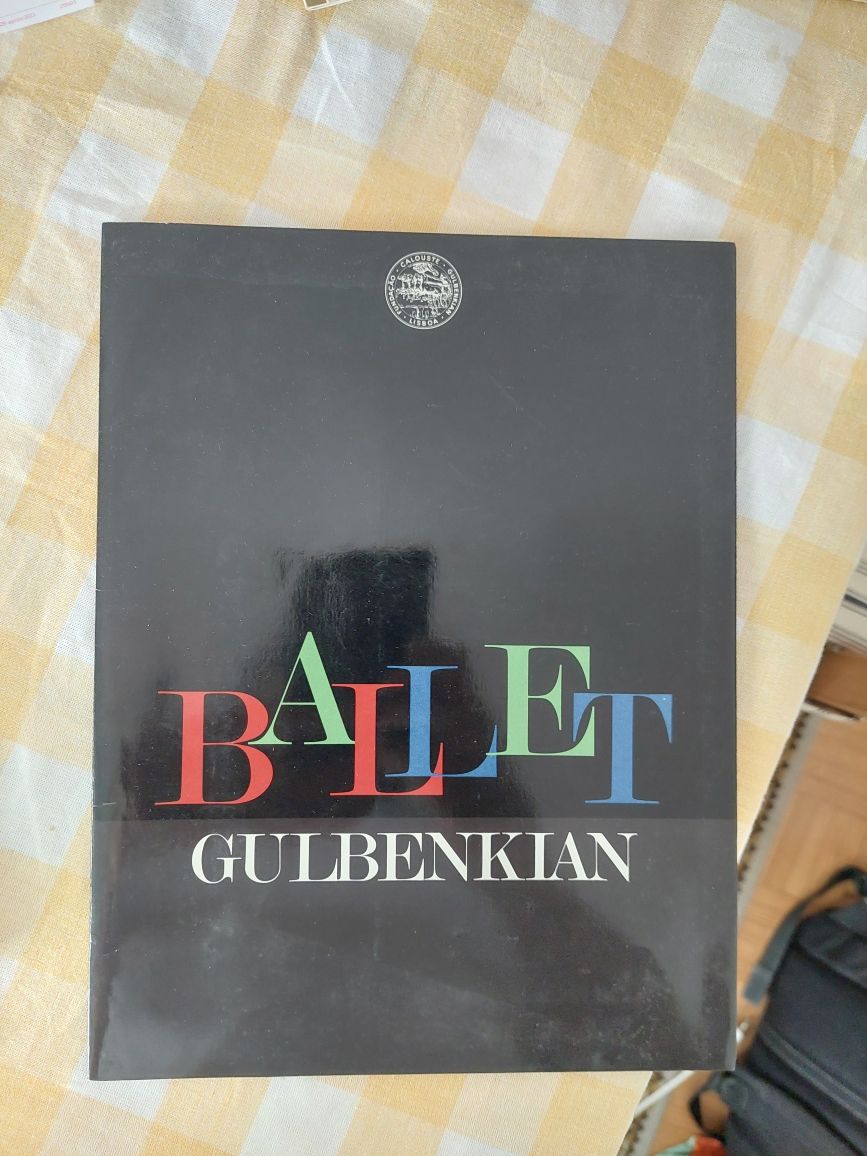 FUNDAÇÃO · CALOUSTE · GULBENKIAN · LISBOA ·
BALLET
GULBENKIAN